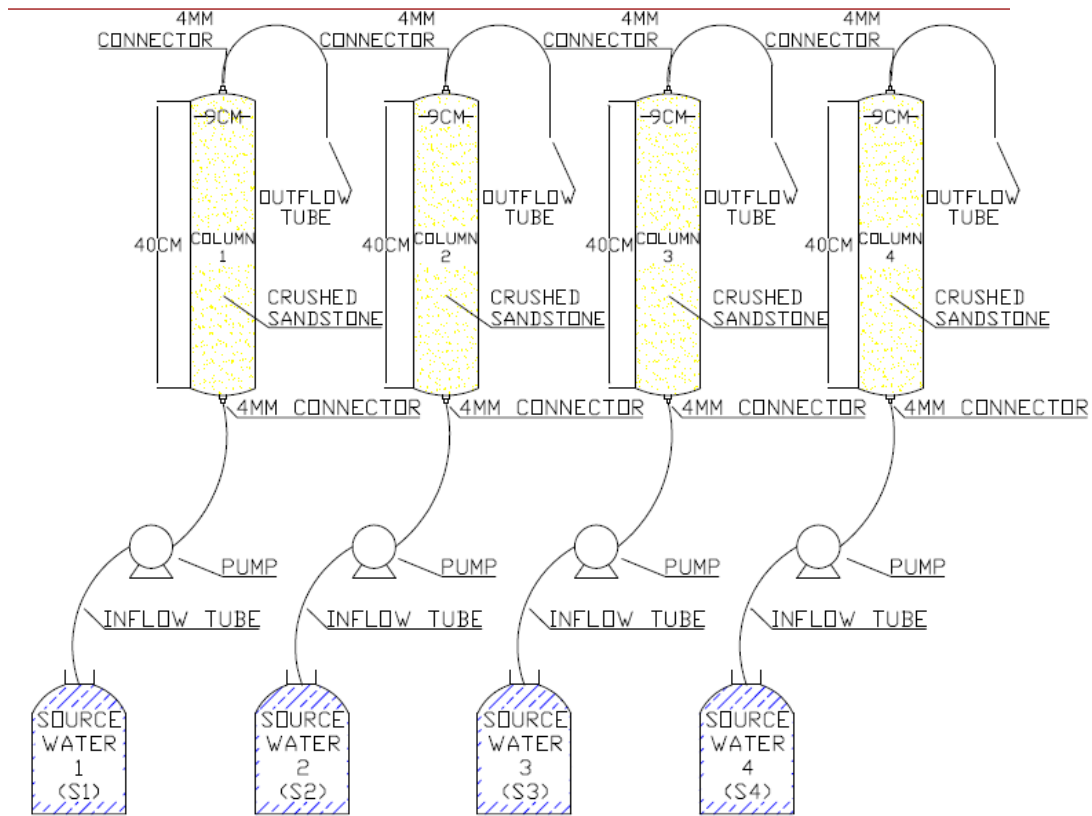 4MM
CONNECTOR
4MM
CONNECTOR
4MM
CONNECTOR
4MM
CONNECTOR
9CM
9CM
9CM
9CM
OUTFLOW
TUBE
OUTFLOW
TUBE
OUTFLOW
TUBE
OUTFLOW
TUBE
40CM
COLUMN
1
40CM
COLUMN
2
40CM
COLUMN
3
40CM
COLUMN
4
CRUSHED
SANDSTONE
CRUSHED
SANDSTONE
CRUSHED
SANDSTONE
CRUSHED
SANDSTONE
4MM CONNECTOR
4MM CONNECTOR
4MM CONNECTOR
4MM CONNECTOR
PUMP
PUMP
PUMP
PUMP
INFLOW TUBE
INFLOW TUBE
INFLOW TUBE
INFLOW TUBE
SOURCE
WATER
1
(S1)
SOURCE
WATER
2
(S2)
SOURCE
WATER
3
(S3)
SOURCE
WATER
4
(S4)